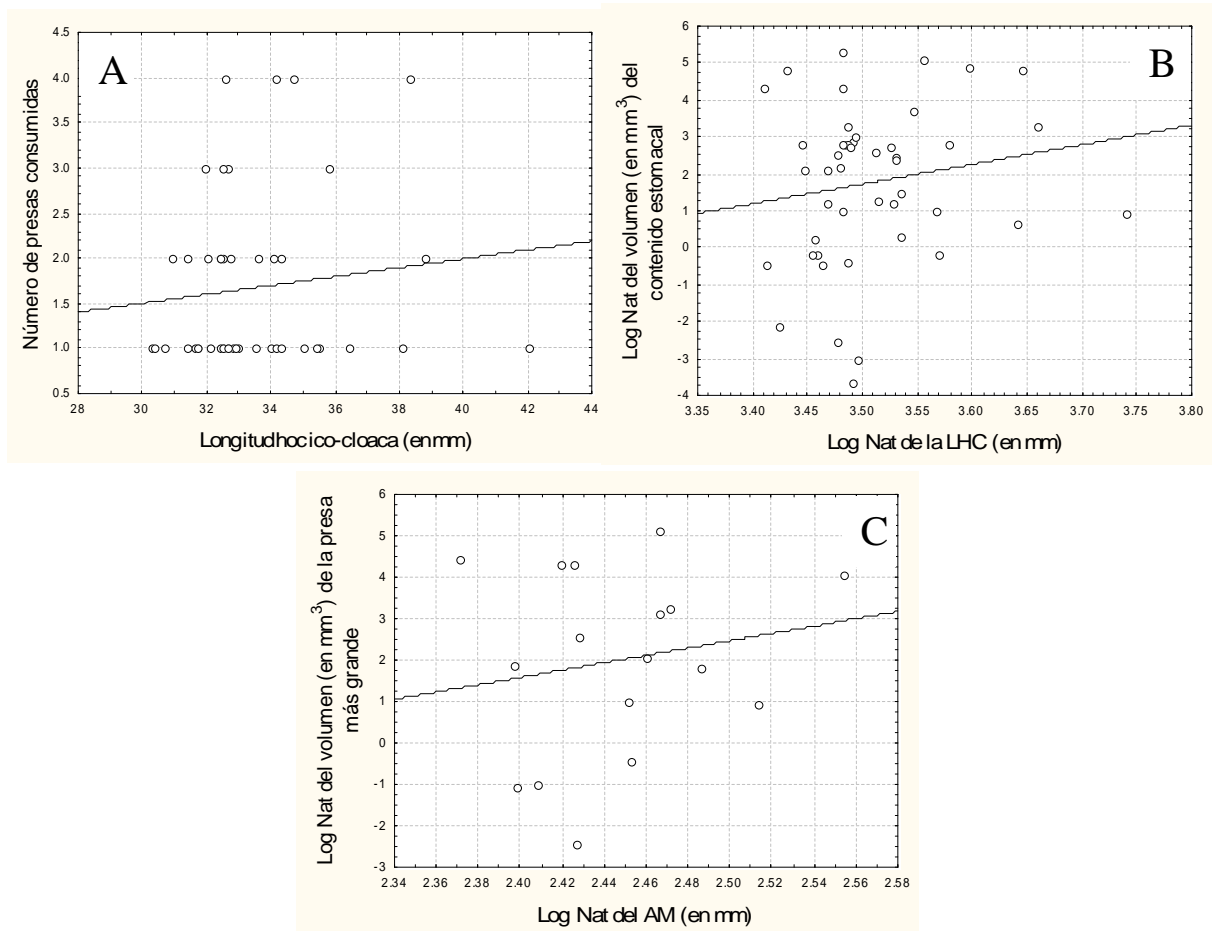 A
Número de presas consumidas
4.5
4.0
3.5
3.0
2.5
2.0
1.5
1.0
0.5
28 30 32 34 36 38 40 42 44
Longitudhocico-cloaca (en mm)
B
Log Nat del volumen (en mm3) del
contenido estomacal
6
5
4
3
2
1
0
-1
-2
-3
-4
3.35 3.40 3.45 3.50 3.55 3.60 3.65 3.70 3.75 3.80
Log Nat de la LHC (en mm)
C
Log Nat del volumen (en mm3) de la presa
más grande
6
5
4
3
2
1
0
-1
-2
-3
2.34 2.36 2.38 2.40 2.42 2.44 2.46 2.48 2.50 2.52 2.54 2.56 2.58
Log Nat del AM (en mm)